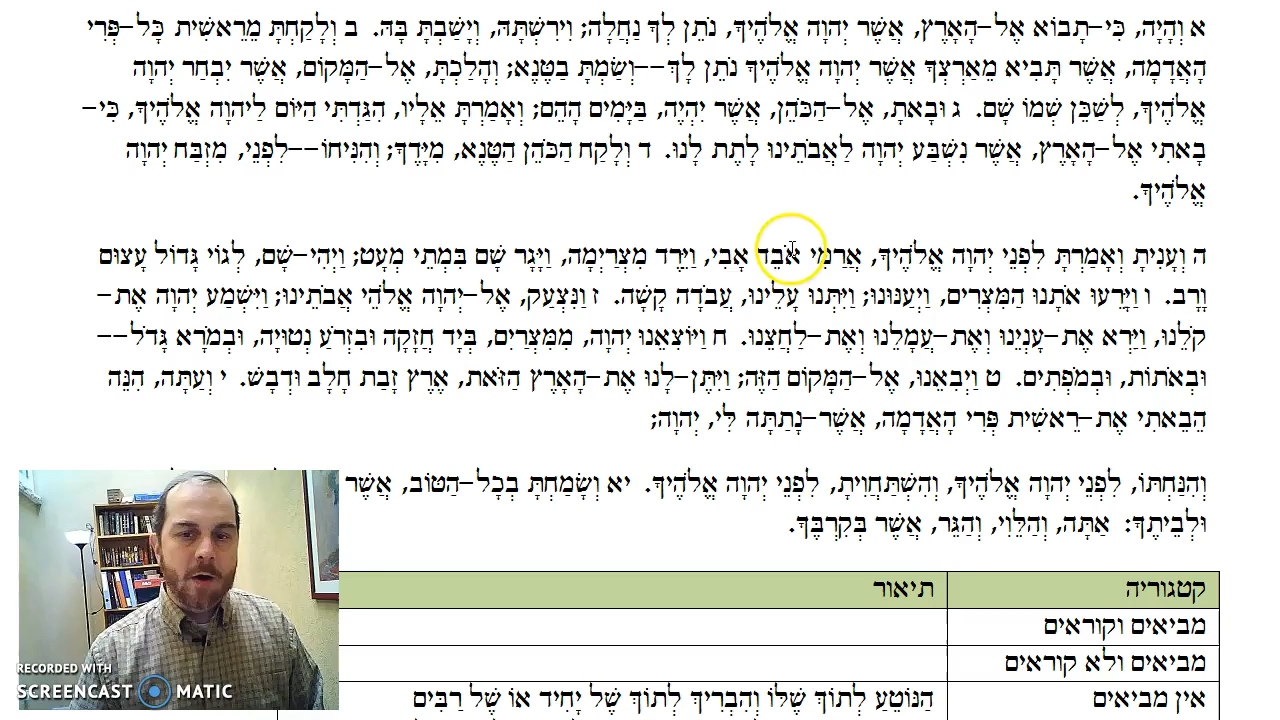 א וְהָיָה, כִּי-תָבוֹא אֶל-הָאָרֶץ, אֲשֶׁר יְהוָה אֱלֹהֶיךָ, נֹתֵן לְךָ נַחֲלָה; וִירִשְׁתָּהּ, וְיָשַׁבְתָּ בָּהּ. ב וְלָקַחְתָּ מֵרֵאשִׁית כָּל-פְּרִי
הָאֲדָמָה, אֲשֶׁר תָּבִיא מֵאַרְצְךָ אֲשֶׁר יְהוָה אֱלֹהֶיךָ נֹתֵן לָךְ--וְשַׂמְתָּ בַטֶּנֶא; וְהָלַכְתָּ, אֶל-הַמָּקוֹם, אֲשֶׁר יִבְחַר יְהוָה
אֱלֹהֶיךָ, לְשַׁכֵּן שְׁמוֹ שָׁם. ג וּבָאתָ, אֶל-הַכֹּהֵן, אֲשֶׁר יִהְיֶה, בַּיָּמִים הָהֵם; וְאָמַרְתָּ אֵלָיו, הִגַּדְתִּי הַיּוֹם לַיהוָה אֱלֹהֶיךָ, כִּי-
בָאתִי אֶל-הָאָרֶץ, אֲשֶׁר נִשְׁבַּע יְהוָה לַאֲבֹתֵינוּ לָתֶת לָנוּ. ד וְלָקַח הַכֹּהֵן הַטֶּנֶא, מִיָּדֶךָ; וְהִנִּיחוֹ--לִפְנֵי, מִזְבַּח יְהוָה
אֱלֹהֶיךָ.
ה וְעָנִיתָ וְאָמַרְתָּ לִפְנֵי יְהוָה אֱלֹהֶיךָ, אֲרַמִּי אֹבֵד אָבִי, וַיֵּרֶד מִצְרַיְמָה, וַיָּגָר שָׁם בִּמְתֵי מְעָט; וַיְהִי-שָׁם, לְגוֹי גָּדוֹל עָצוּם
וָרָב. ו וַיָּרֵעוּ אֹתָנוּ הַמִּצְרִים, וַיְעַנּוּנוּ; וַיִּתְּנוּ עָלֵינוּ, עֲבֹדָה קָשָׁה. ז וַנִּצְעַק, אֶל-יְהוָה אֱלֹהֵי אֲבֹתֵינוּ; וַיִּשְׁמַע יְהוָה אֶת-
קֹלֵנוּ, וַיַּרְא אֶת-עָנְיֵנוּ וְאֶת-עֲמָלֵנוּ וְאֶת-לַחֲצֵנוּ. ח וַיּוֹצִאֵנוּ יְהוָה, מִמִּצְרַיִם, בְּיָד חֲזָקָה וּבִזְרֹעַ נְטוּיָה, וּבְמֹרָא גָּדֹל--
וּבְאֹתוֹת, וּבְמֹפְתִים. ט וַיְבִאֵנוּ, אֶל-הַמָּקוֹם הַזֶּה; וַיִּתֶּן-לָנוּ אֶת-הָאָרֶץ הַזֹּאת, אֶרֶץ זָבַת חָלָב וּדְבָשׁ. י וְעַתָּה, הִנֵּה
הֵבֵאתִי אֶת-רֵאשִׁית פְּרִי הָאֲדָמָה, אֲשֶׁר-נָתַתָּה לִּי, יְהוָה;
וְהִנַּחְתּוֹ, לִפְנֵי יְהוָה אֱלֹהֶיךָ, וְהִשְׁתַּחֲוִיתָ, לִפְנֵי יְהוָה אֱלֹהֶיךָ. יא וְשָׂמַחְתָּ בְכָל-הַטּוֹב, אֲשֶׁר
וּלְבֵיתֶךָ: אַתָּה, וְהַלֵּוִי, וְהַגֵּר, אֲשֶׁר בְּקִרְבֶּךָ.
קטגוריה תיאור
מביאים וקוראים
מביאים ולא קוראים
אין מביאים הַנּוֹטֵעַ לְתוֹךְ שֶׁלּוֹ וְהִבְרִיךְ לְתוֹךְ שֶׁל יָחִיד אוֹ שֶׁל רַבִּים
RECORDED WITH
SCREENCAST MATIC